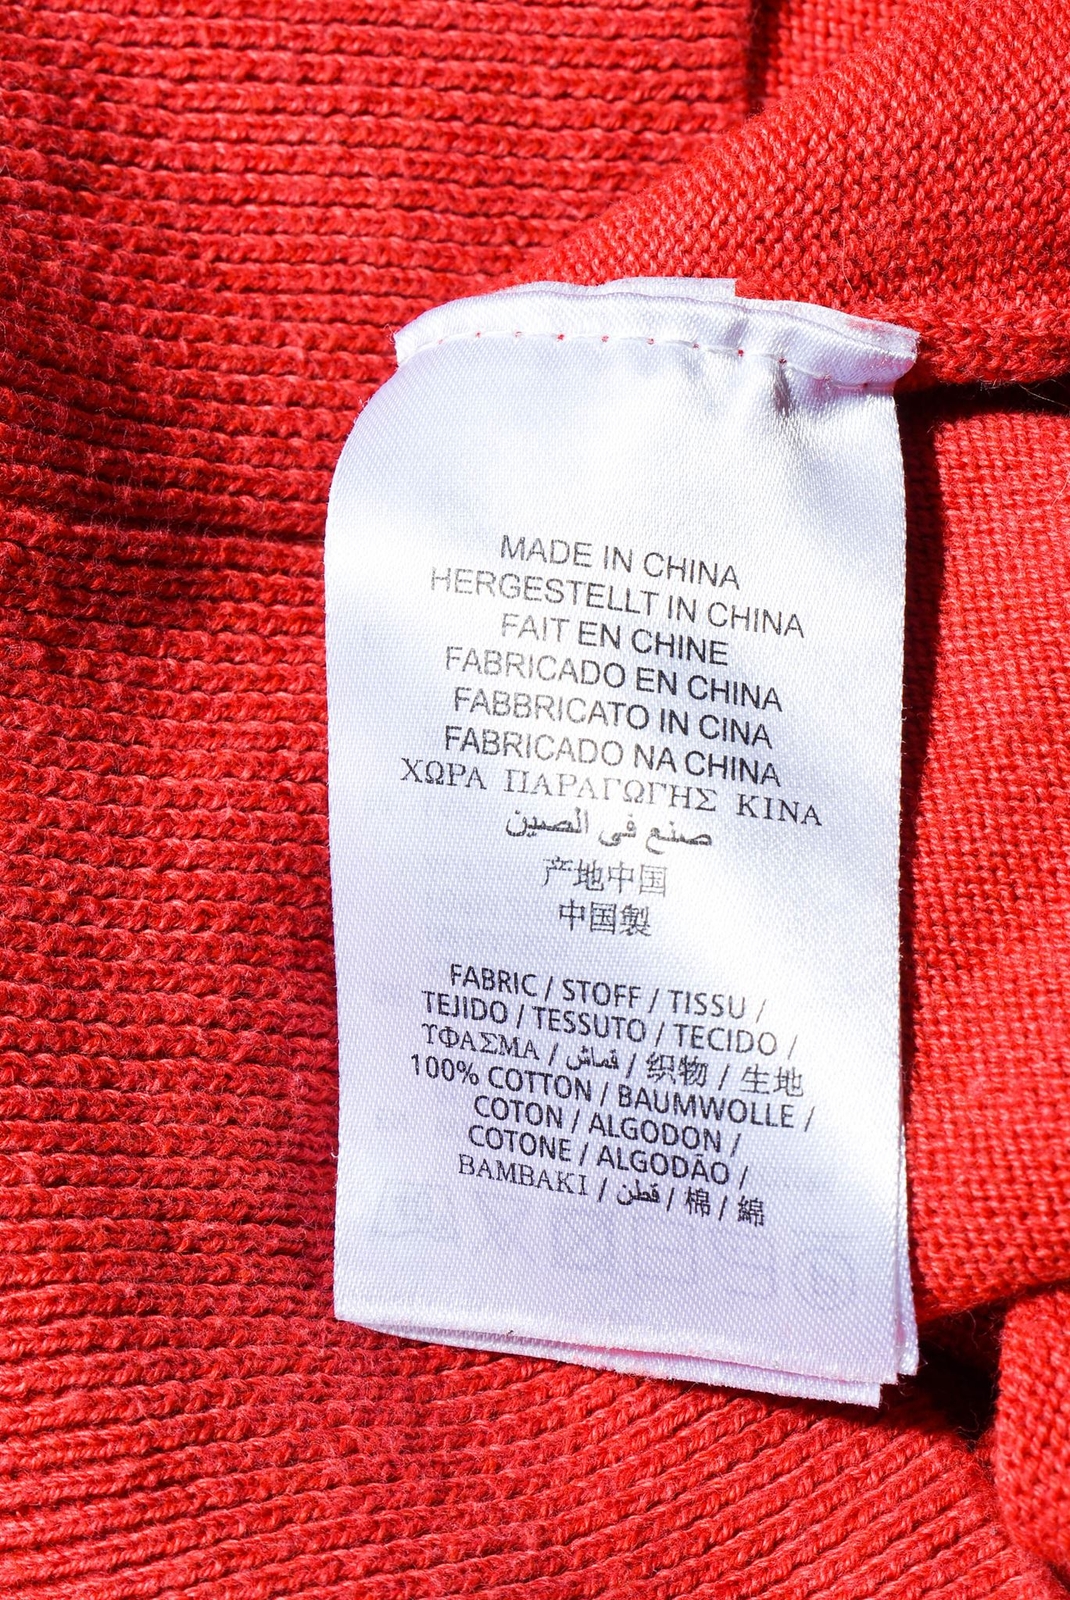 MADE IN CHINA
HERGESTELLT IN CHINA
FAIT EN CHINE
FABRICADO EN CHINA
FABBRICATO IN CINA
FABRICADO NA CHINA
ΧΩΡΑ ΠΑΡΑΓΩΓΗΣ ΚΙΝΑ
صنع في الصين
产地中国
中国製
FABRIC / STOFF / TISSU /
TEJIDO / TESSUTO / TECIDO /
ΥΦΑΣΜΑ / قماش / 织物 / 生地
100% COTTON / BAUMWOLLE /
COTON / ALGODON /
COTONE / ALGODÃO /
BAMBAKI / قطن / 棉 / 綿